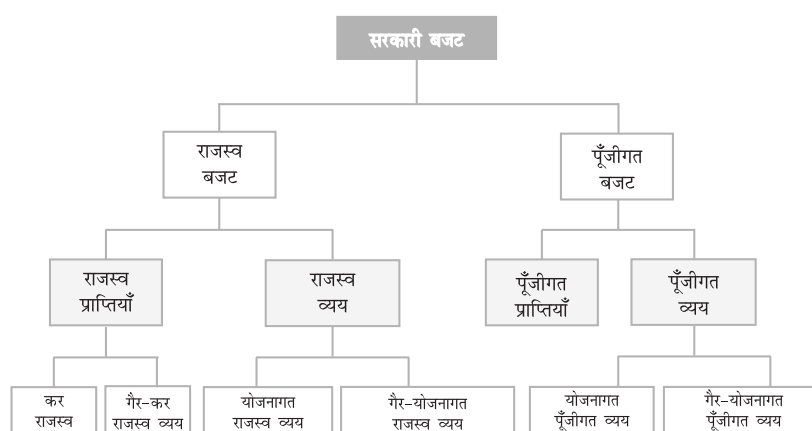 सरकारी बजट
राजस्व
बजट
पूँजीगत
बजट
राजस्व
प्राप्तियाँ
राजस्व
व्यय
पूँजीगत
प्राप्तियाँ
पूँजीगत
व्यय
कर
राजस्व
गैर-कर
राजस्व व्यय
योजनागत
राजस्व व्यय
गैर-योजनागत
राजस्व व्यय
योजनागत
पूँजीगत व्यय
गैर-योजनागत
पूँजीगत व्यय